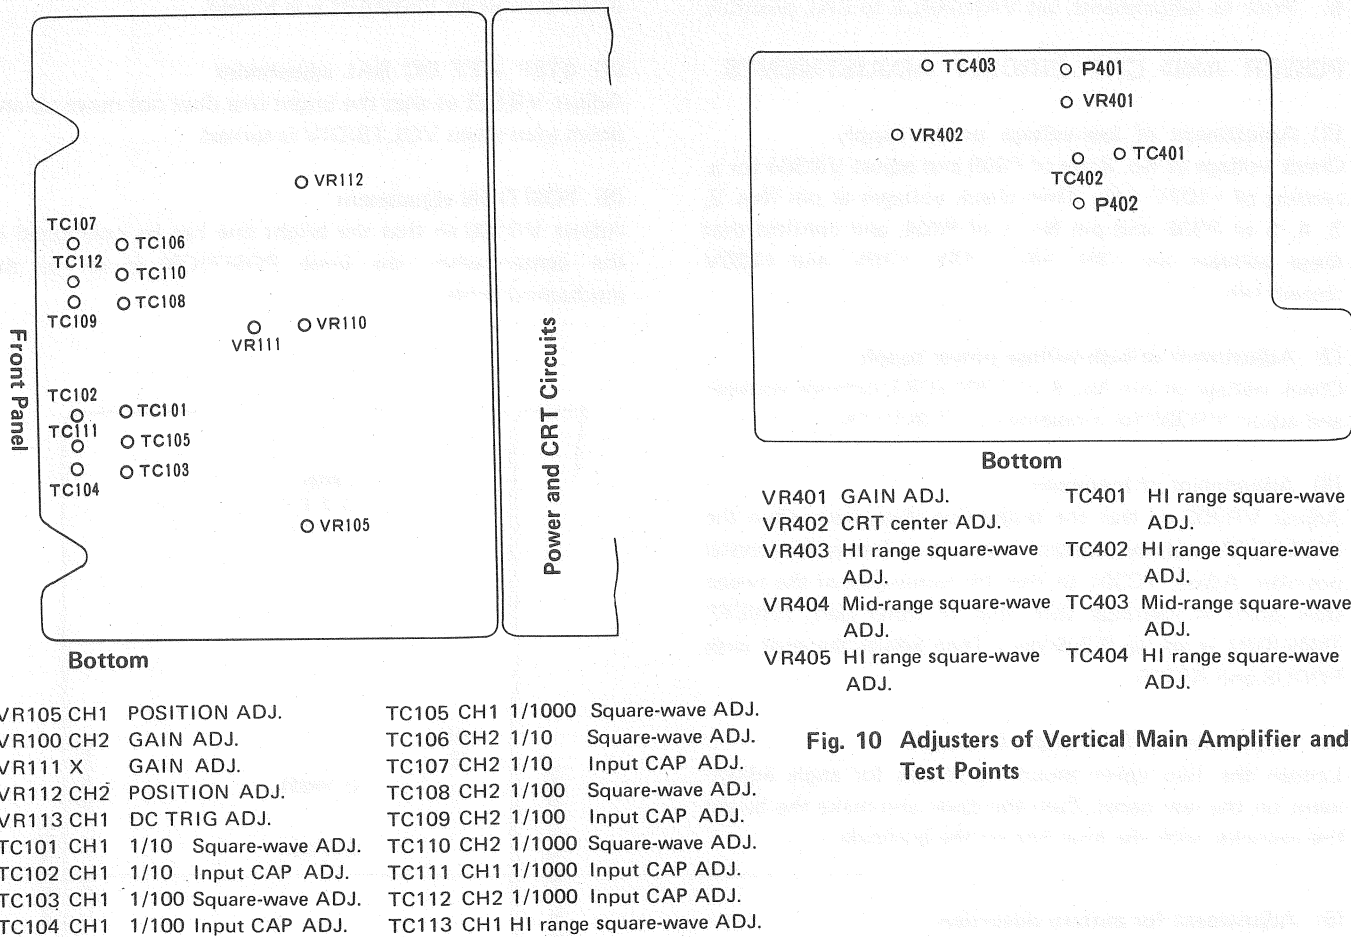 VR112
TC107
TC106
TC112
TC110
TC108
TC109
VR110
VR111
Front Panel
TC102
TC101
TC111
TC105
TC103
TC104
VR105
Power and CRT Circuits
Bottom
VR105 CH1 POSITION ADJ.
VR100 CH2 GAIN ADJ.
VR111 X GAIN ADJ.
VR112 CH2 POSITION ADJ.
VR113 CH1 DC TRIG ADJ.
TC101 CH1 1/10 Square-wave ADJ.
TC102 CH1 1/10 Input CAP ADJ.
TC103 CH1 1/100 Square-wave ADJ.
TC104 CH1 1/100 Input CAP ADJ.
TC105 CH1 1/1000 Square-wave ADJ.
TC106 CH2 1/10 Square-wave ADJ.
TC107 CH2 1/10 Input CAP ADJ.
TC108 CH2 1/100 Square-wave ADJ.
TC109 CH2 1/100 Input CAP ADJ.
TC110 CH2 1/1000 Square-wave ADJ.
TC111 CH1 1/1000 Input CAP ADJ.
TC112 CH2 1/1000 Input CAP ADJ.
TC113 CH1 HI range square-wave ADJ.
TC403
P401
VR401
VR402
TC401
TC402
P402
Bottom
VR401 GAIN ADJ.
VR402 CRT center ADJ.
VR403 HI range square-wave
ADJ.
VR404 Mid-range square-wave
ADJ.
VR405 HI range square-wave
ADJ.
TC401 HI range square-wave
ADJ.
TC402 HI range square-wave
ADJ.
TC403 Mid-range square-wave
ADJ.
TC404 HI range square-wave
ADJ.
Fig. 10 Adjusters of Vertical Main Amplifier and
Test Points